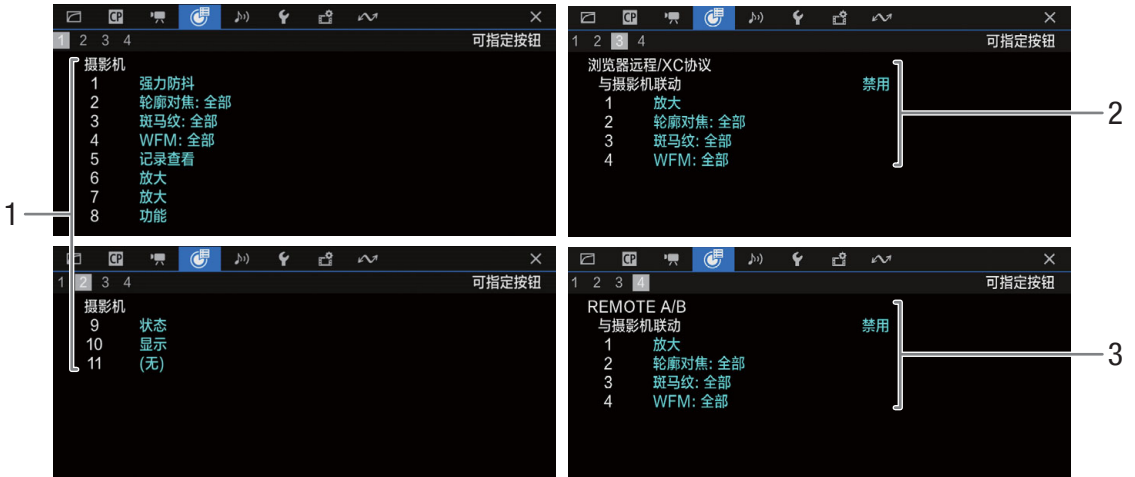 CP
1 2 3 4
可指定按钮
摄影机
1 强力防抖
2 轮廓对焦: 全部
3 斑马纹: 全部
4 WFM: 全部
5 记录查看
6 放大
7 放大
8 功能
CP
1 2 3 4
可指定按钮
摄影机
9 状态
10 显示
11 (无)
1
CP
1 2 3 4
可指定按钮
浏览器远程/XC协议
与摄影机联动 禁用
1 放大
2 轮廓对焦: 全部
3 斑马纹: 全部
4 WFM: 全部
2
CP
1 2 3 4
可指定按钮
REMOTE A/B
与摄影机联动 禁用
1 放大
2 轮廓对焦: 全部
3 斑马纹: 全部
4 WFM: 全部
3